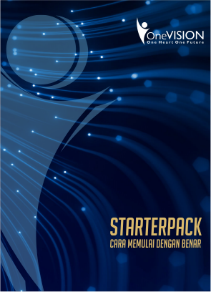 OneVISION
One Heart One Future
STARTERPACK
CARA MEMULAI DENGAN BENAR